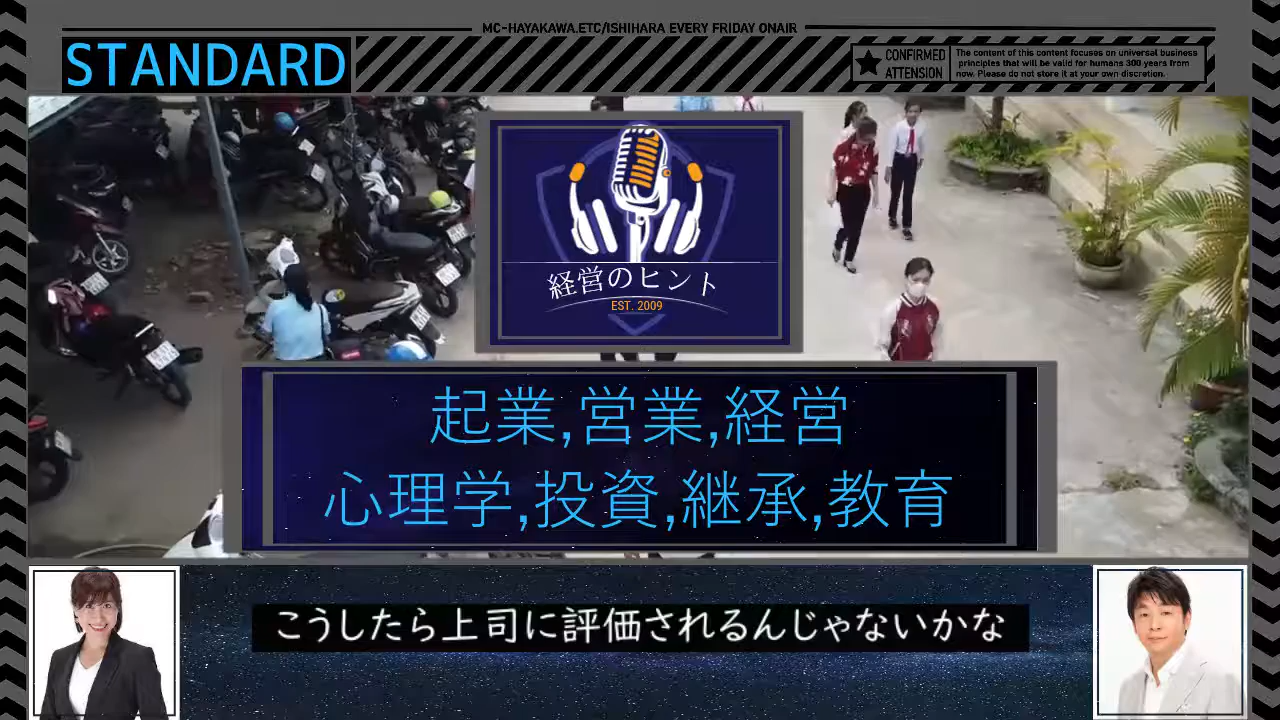 MC-HAYAKAWA.ETC/ISHIHARA EVERY FRIDAY ONAIR
STANDARD
CONFIRMED
ATTENSION
The content of this content focuses on universal business
principles that will be valid for humans 300 years from
now. Please do not store it at your own discretion.
経営のヒント
EST. 2009
起業,営業,経営
心理学,投資,継承,教育
こうしたら上司に評価されるんじゃないかな